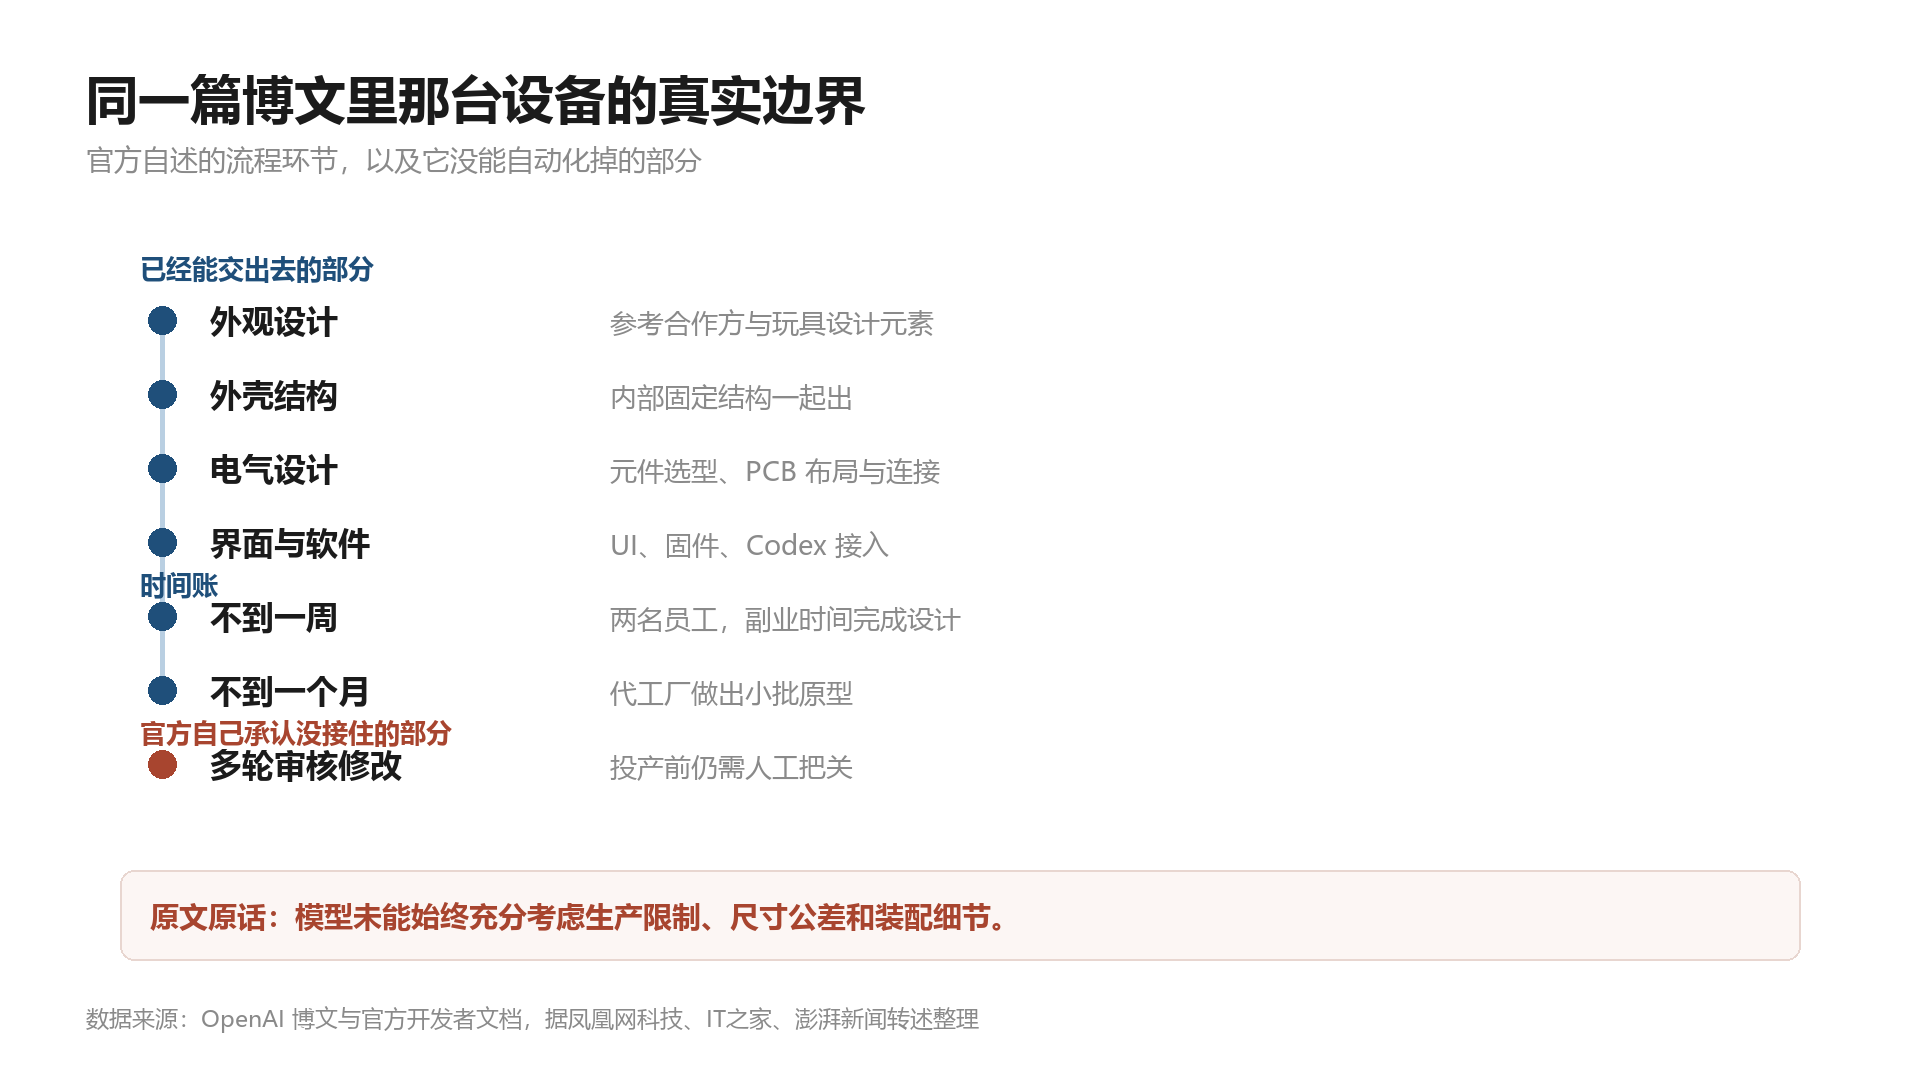 同一篇博文里那台设备的真实边界
官方自述的流程环节，以及它没能自动化掉的部分
已经能交出去的部分
外观设计 参考合作方与玩具设计元素
外壳结构 内部固定结构一起出
电气设计 元件选型、PCB 布局与连接
界面与软件 UI、固件、Codex 接入
时间账
不到一周 两名员工，副业时间完成设计
不到一个月 代工厂做出小批原型
官方自己承认没接住的部分
多轮审核修改 投产前仍需人工把关
原文原话：模型未能始终充分考虑生产限制、尺寸公差和装配细节。
数据来源：OpenAI 博文与官方开发者文档，据凤凰网科技、IT之家、澎湃新闻转述整理